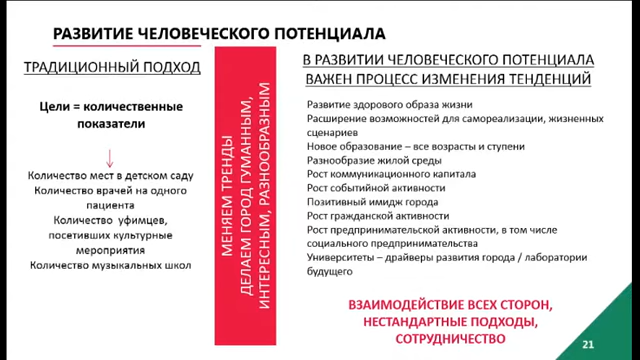 РАЗВИТИЕ ЧЕЛОВЕЧЕСКОГО ПОТЕНЦИАЛА
ТРАДИЦИОННЫЙ ПОДХОД
Цели = количественные
показатели
Количество мест в детском саду
Количество врачей на одного
пациента
Количество уфимцев,
посетивших культурные
мероприятия
Количество музыкальных школ
МЕНЯЕМ ТРЕНДЫ
ДЕЛАЕМ ГОРОД ГУМАННЫМ,
ИНТЕРЕСНЫМ, РАЗНООБРАЗНЫМ
В РАЗВИТИИ ЧЕЛОВЕЧЕСКОГО ПОТЕНЦИАЛА
ВАЖЕН ПРОЦЕСС ИЗМЕНЕНИЯ ТЕНДЕНЦИЙ
Развитие здорового образа жизни
Расширение возможностей для самореализации, жизненных
сценариев
Новое образование – все возрасты и ступени
Разнообразие жилой среды
Рост коммуникационного капитала
Рост событийной активности
Позитивный имидж города
Рост гражданской активности
Рост предпринимательской активности, в том числе
социального предпринимательства
Университеты – драйверы развития города / лаборатории
будущего
ВЗАИМОДЕЙСТВИЕ ВСЕХ СТОРОН,
НЕСТАНДАРТНЫЕ ПОДХОДЫ,
СОТРУДНИЧЕСТВО
21